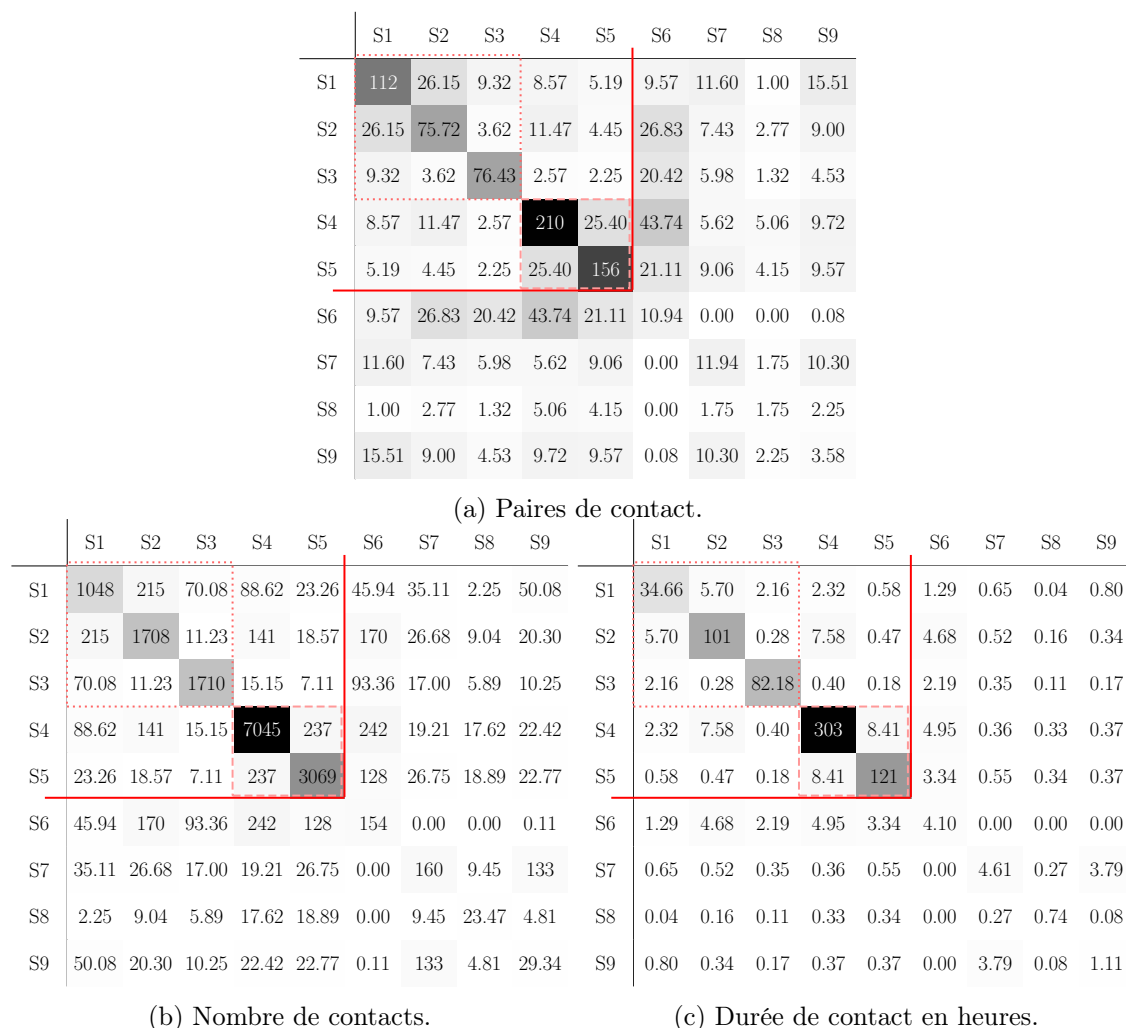 S1 S2 S3 S4 S5 S6 S7 S8 S9
S1 112 26.15 9.32 8.57 5.19 9.57 11.60 1.00 15.51
S2 26.15 75.72 3.62 11.47 4.45 26.83 7.43 2.77 9.00
S3 9.32 3.62 76.43 2.57 2.25 20.42 5.98 1.32 4.53
S4 8.57 11.47 2.57 210 25.40 43.74 5.62 5.06 9.72
S5 5.19 4.45 2.25 25.40 156 21.11 9.06 4.15 9.57
S6 9.57 26.83 20.42 43.74 21.11 10.94 0.00 0.00 0.08
S7 11.60 7.43 5.98 5.62 9.06 0.00 11.94 1.75 10.30
S8 1.00 2.77 1.32 5.06 4.15 0.00 1.75 1.75 2.25
S9 15.51 9.00 4.53 9.72 9.57 0.08 10.30 2.25 3.58
(a) Paires de contact.
S1 S2 S3 S4 S5 S6 S7 S8 S9
S1 1048 215 70.08 88.62 23.26 45.94 35.11 2.25 50.08
S2 215 1708 11.23 141 18.57 170 26.68 9.04 20.30
S3 70.08 11.23 1710 15.15 7.11 93.36 17.00 5.89 10.25
S4 88.62 141 15.15 7045 237 242 19.21 17.62 22.42
S5 23.26 18.57 7.11 237 3069 128 26.75 18.89 22.77
S6 45.94 170 93.36 242 128 154 0.00 0.00 0.11
S7 35.11 26.68 17.00 19.21 26.75 0.00 160 9.45 133
S8 2.25 9.04 5.89 17.62 18.89 0.00 9.45 23.47 4.81
S9 50.08 20.30 10.25 22.42 22.77 0.11 133 4.81 29.34
(b) Nombre de contacts.
S1 S2 S3 S4 S5 S6 S7 S8 S9
S1 34.66 5.70 2.16 2.32 0.58 1.29 0.65 0.04 0.80
S2 5.70 101 0.28 7.58 0.47 4.68 0.52 0.16 0.34
S3 2.16 0.28 82.18 0.40 0.18 2.19 0.35 0.11 0.17
S4 2.32 7.58 0.40 303 8.41 4.95 0.36 0.33 0.37
S5 0.58 0.47 0.18 8.41 121 3.34 0.55 0.34 0.37
S6 1.29 4.68 2.19 4.95 3.34 4.10 0.00 0.00 0.00
S7 0.65 0.52 0.35 0.36 0.55 0.00 4.61 0.27 3.79
S8 0.04 0.16 0.11 0.33 0.34 0.00 0.27 0.74 0.08
S9 0.80 0.34 0.17 0.37 0.37 0.00 3.79 0.08 1.11
(c) Durée de contact en heures.